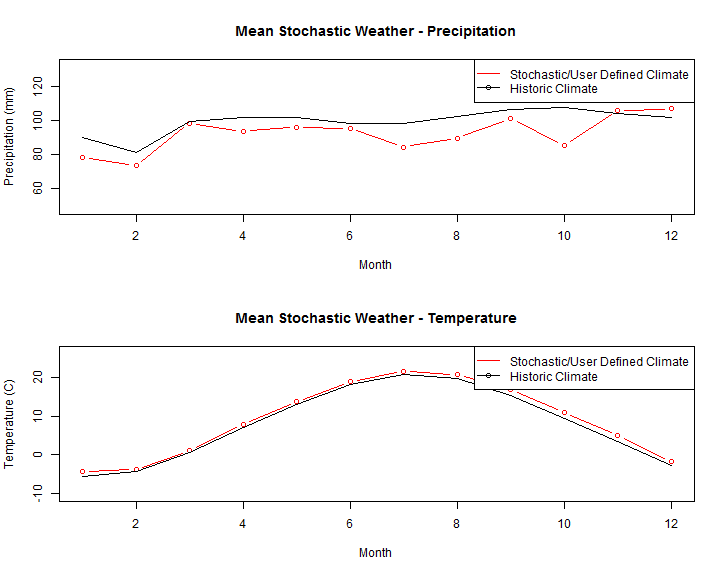 Mean Stochastic Weather - Precipitation
Stochastic/User Defined Climate
Historic Climate
Precipitation (mm)
120
100
80
60
2 4 6 8 10 12
Month
Mean Stochastic Weather - Temperature
Stochastic/User Defined Climate
Historic Climate
Temperature (C)
20
10
0
-10
2 4 6 8 10 12
Month